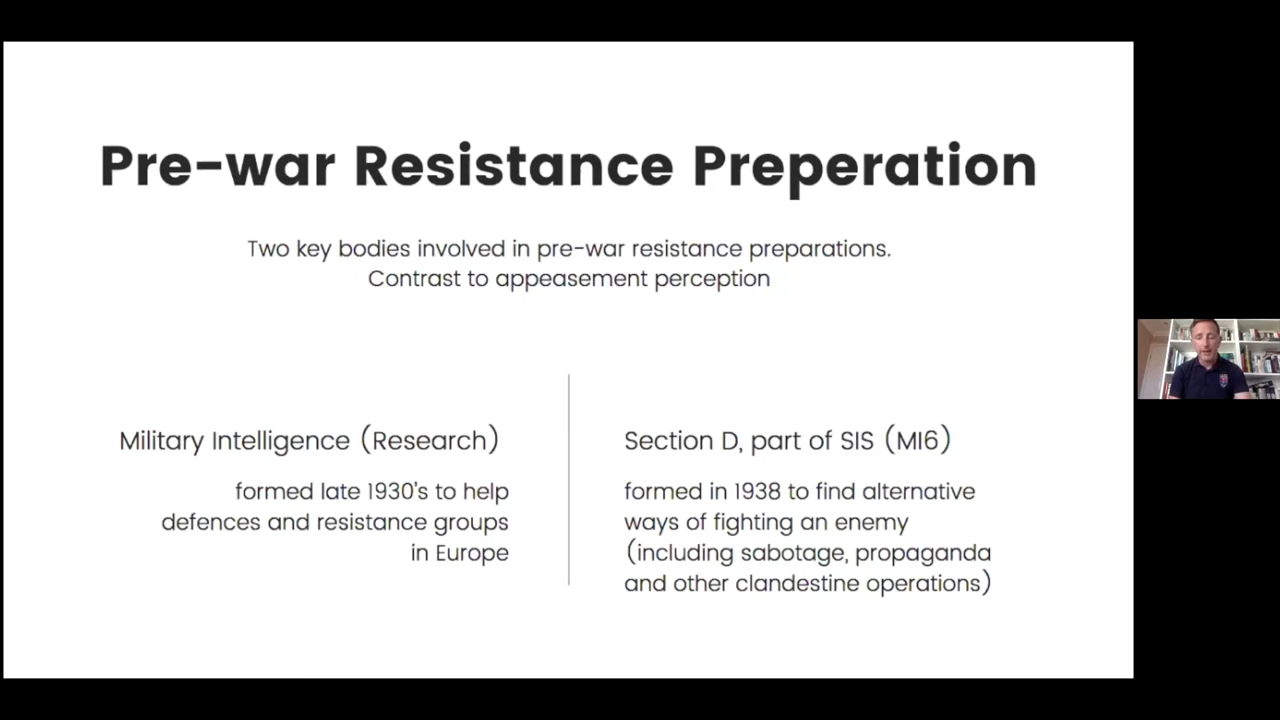 Pre-war Resistance Preperation
Two key bodies involved in pre-war resistance preparations.
Contrast to appeasement perception
Military Intelligence (Research)
formed late 1930's to help
defences and resistance groups
in Europe
Section D, part of SIS (MI6)
formed in 1938 to find alternative
ways of fighting an enemy
(including sabotage, propaganda
and other clandestine operations)